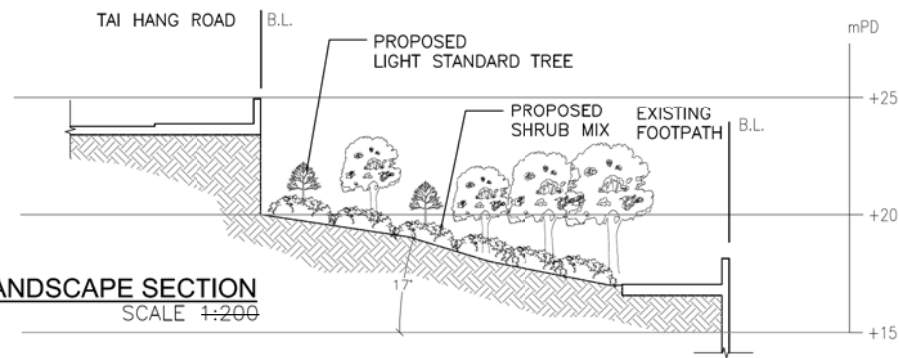 TAI HANG ROAD
B.L.
mPD
PROPOSED
LIGHT STANDARD TREE
+25
PROPOSED
SHRUB MIX
EXISTING
FOOTPATH
B.L.
+20
17°
ANDSCAPE SECTION
SCALE 1:200
+15